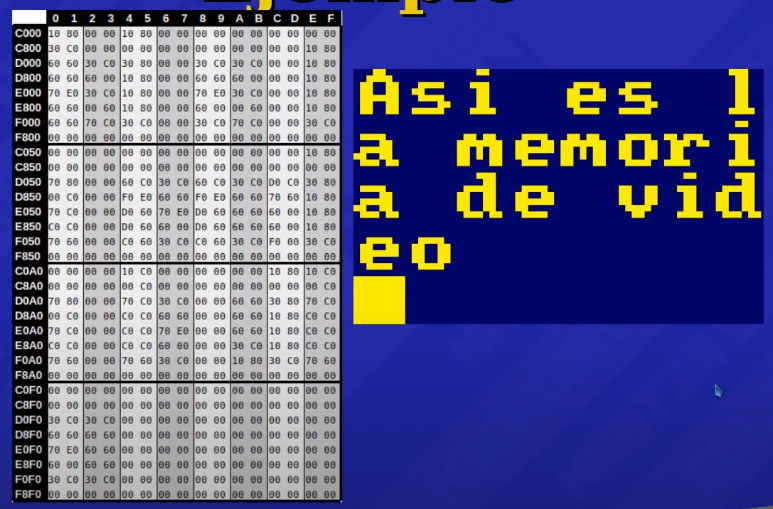 Ejemplo
0 1 2 3 4 5 6 7 8 9 A B C D E F
C000 10 80 00 00 10 80 00 00 00 00 00 00 00 00 10 80
C800 30 C0 00 00 00 00 00 00 00 00 00 00 00 00 10 80
D000 60 60 30 C0 30 80 00 00 30 C0 30 C0 00 00 10 80
D800 60 60 60 00 10 80 00 00 60 60 60 00 00 00 10 80
E000 70 E0 30 C0 10 80 00 00 70 E0 30 C0 00 00 10 80
E800 60 60 00 60 10 80 00 00 60 00 00 60 00 00 10 80
F000 60 60 70 C0 30 C0 00 00 30 C0 70 C0 00 00 30 C0
F800 00 00 00 00 00 00 00 00 00 00 00 00 00 00 00 00
C050 00 00 00 00 00 00 00 00 00 00 00 00 00 00 10 80
C850 00 00 00 00 00 00 00 00 00 00 00 00 00 00 00 00
D050 70 80 00 00 60 C0 30 C0 60 C0 30 C0 D0 C0 30 80
D850 00 C0 00 00 F0 E0 60 60 F0 E0 60 60 70 60 10 80
E050 70 C0 00 00 D0 60 70 E0 D0 60 60 60 60 00 10 80
E850 C0 C0 00 00 D0 60 60 00 D0 60 60 60 60 00 10 80
F050 70 60 00 00 C0 60 30 C0 C0 60 30 C0 F0 00 30 C0
F850 00 00 00 00 00 00 00 00 00 00 00 00 00 00 00 00
C0A0 00 00 00 00 10 C0 00 00 00 00 00 00 10 80 10 C0
C8A0 00 00 00 00 00 C0 00 00 00 00 00 00 00 00 00 C0
D0A0 70 80 00 00 70 C0 30 C0 00 00 60 60 30 80 70 C0
D8A0 00 C0 00 00 C0 C0 60 60 00 00 60 60 10 80 C0 C0
E0A0 70 C0 00 00 C0 C0 70 E0 00 00 60 60 10 80 C0 C0
E8A0 C0 C0 00 00 C0 C0 60 00 00 00 30 C0 10 80 C0 C0
F0A0 70 60 00 00 70 60 30 C0 00 00 10 80 30 C0 70 60
F8A0 00 00 00 00 00 00 00 00 00 00 00 00 00 00 00 00
C0F0 00 00 00 00 00 00 00 00 00 00 00 00 00 00 00 00
C8F0 00 00 00 00 00 00 00 00 00 00 00 00 00 00 00 00
D0F0 30 C0 30 C0 00 00 00 00 00 00 00 00 00 00 00 00
D8F0 60 60 60 60 00 00 00 00 00 00 00 00 00 00 00 00
E0F0 70 E0 60 60 00 00 00 00 00 00 00 00 00 00 00 00
E8F0 60 00 60 60 00 00 00 00 00 00 00 00 00 00 00 00
F0F0 30 C0 30 C0 00 00 00 00 00 00 00 00 00 00 00 00
F8F0 00 00 00 00 00 00 00 00 00 00 00 00 00 00 00 00
Asi es l
a memori
a de vid
eo